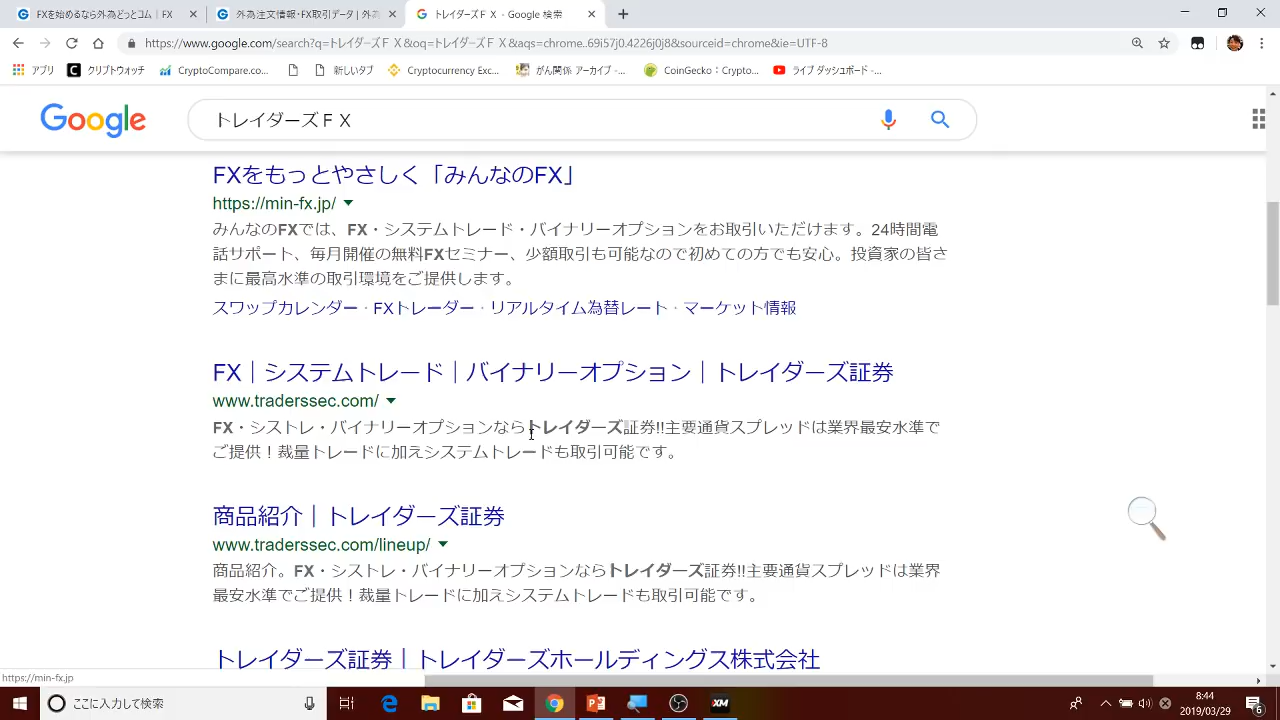 FXを始めるなら外為どっとコム｜FX
外為注文情報･FX取引データ | 外為
トレイダーズＦＸ - Google 検索
https://www.google.com/search?q=トレイダーズＦＸ&oq=トレイダーズＦＸ&aqs=chrome..69i57j0.4226j0j8&sourceid=chrome&ie=UTF-8
アプリ クリプトウォッチ CryptoCompare.co... 新しいタブ Cryptocurrency Exc... がん関係 アーカイブ - ... CoinGecko：Crypto... ライブ ダッシュボード - ...
Google トレイダーズＦＸ
FXをもっとやさしく「みんなのFX」
https://min-fx.jp/
みんなのFXでは、FX・システムトレード・バイナリーオプションをお取引いただけます。24時間電
話サポート、毎月開催の無料FXセミナー、少額取引も可能なので初めての方でも安心。投資家の皆さ
まに最高水準の取引環境をご提供します。
スワップカレンダー · FXトレーダー · リアルタイム為替レート · マーケット情報
FX｜システムトレード｜バイナリーオプション｜トレイダーズ証券
www.traderssec.com/
FX・シストレ・バイナリーオプションならトレイダーズ証券!!主要通貨スプレッドは業界最安水準で
ご提供！裁量トレードに加えシステムトレードも取引可能です。
商品紹介｜トレイダーズ証券
www.traderssec.com/lineup/
商品紹介。FX・シストレ・バイナリーオプションならトレイダーズ証券!!主要通貨スプレッドは業界
最安水準でご提供！裁量トレードに加えシステムトレードも取引可能です。
トレイダーズ証券｜トレイダーズホールディングス株式会社
https://min-fx.jp
ここに入力して検索
XM
8:44
2019/03/29
6